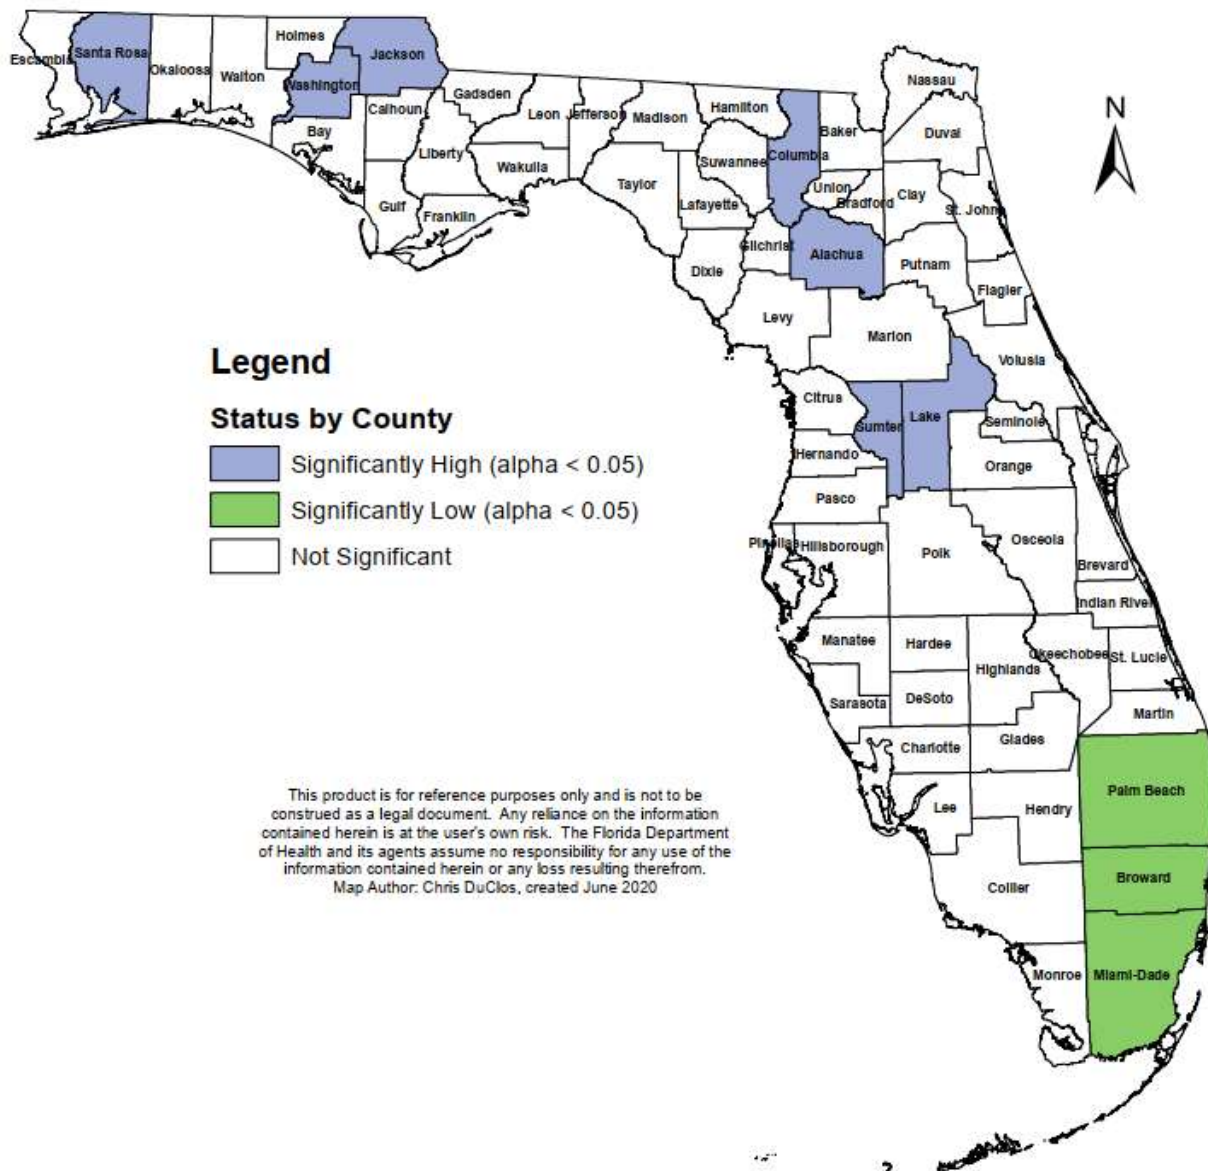 Holmes
Jackson
Santa Rosa
Escambia
Okaloosa
Walton
Washington
Nassau
Gadsden
Hamilton
Calhoun
Leon
Jefferson
Madison
Baker
Duval
N
Bay
Liberty
Columbia
Suwannee
Wakulla
Taylor
Union
Clay
Lafayette
Bradford
Gulf
Franklin
St. John
Gilchrist
Alachua
Dixie
Putnam
Flagler
Levy
Marion
Volusia
Legend
Status by County
Significantly High (alpha < 0.05)
Significantly Low (alpha < 0.05)
Not Significant
Citrus
Sumter
Lake
Seminole
Hernando
Orange
Pasco
Pinellas
Hillsborough
Polk
Osceola
Brevard
Indian River
Manatee
Hardee
Okeechobee
St. Lucie
Highlands
Sarasota
DeSoto
Martin
Charlotte
Glades
Palm Beach
Lee
Hendry
Broward
Collier
Monroe
Miami-Dade
This product is for reference purposes only and is not to be
construed as a legal document. Any reliance on the information
contained herein is at the user's own risk. The Florida Department
of Health and its agents assume no responsibility for any use of the
information contained herein or any loss resulting therefrom.
Map Author: Chris DuClos, created June 2020